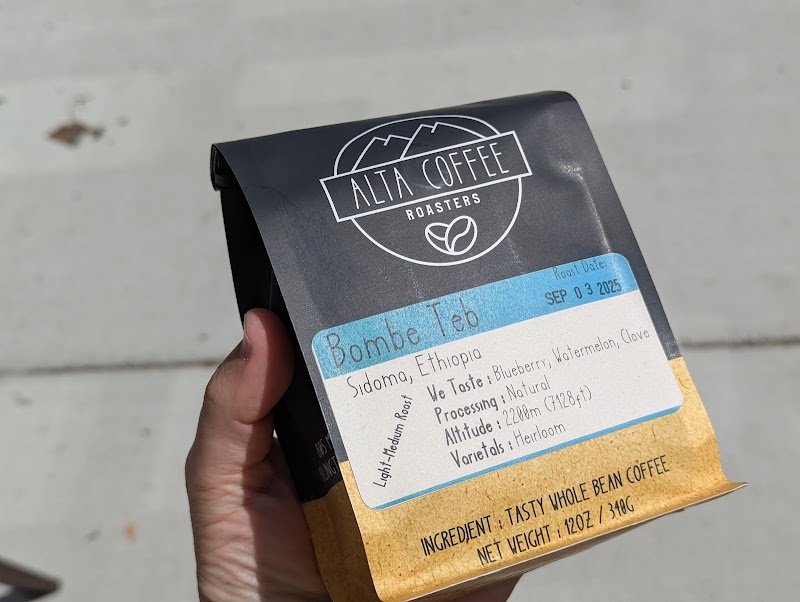 ALTA COFFEE
ROASTERS
Roast Date:
SEP 0 3 2025
Bombe Teb
Sidoma, Ethiopia
We Taste : Blueberry, Watermelon, Clove
Processing : Natural
Altitude : 2200m (7128ft)
Varietals : Heirloom
Light-Medium Roast
INGREDIENT : TASTY WHOLE BEAN COFFEE
NET WEIGHT : 12OZ / 340G